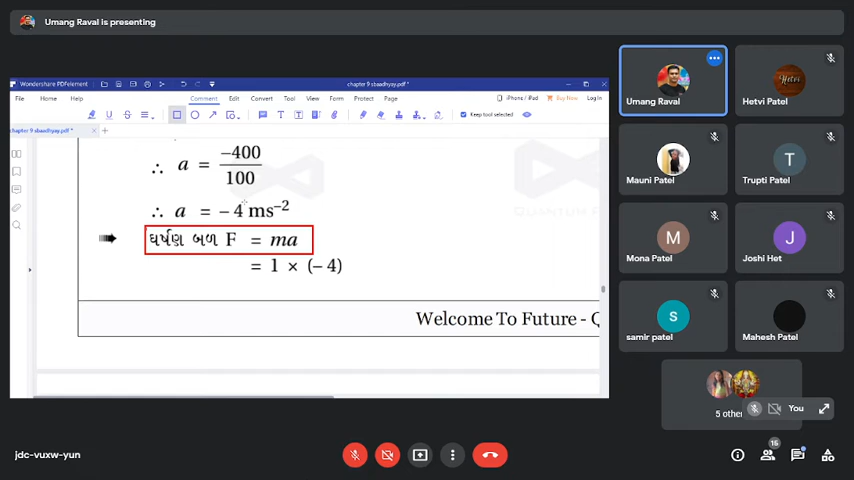 Umang Raval is presenting
Wondershare PDFelement
chapter 9 sbaadhyay.pdf *
File Home Help Comment Edit Convert View Form Protect Page iPhone / iPad Buy Now Log In
Keep tool selected
chapter 9 sbaadhyay.pdf *
∴ a = −400/100
∴ a = – 4 ms⁻²
ઘર્ષણ બળ F = ma
= 1 × (– 4)
Welcome To Future - Q
Umang Raval
Hetvi Patel
Mauni Patel
T
Trupti Patel
M
Mona Patel
J
Joshi Het
S
samir patel
Mahesh Patel
5 other
You
jdc-vuxw-yun
16